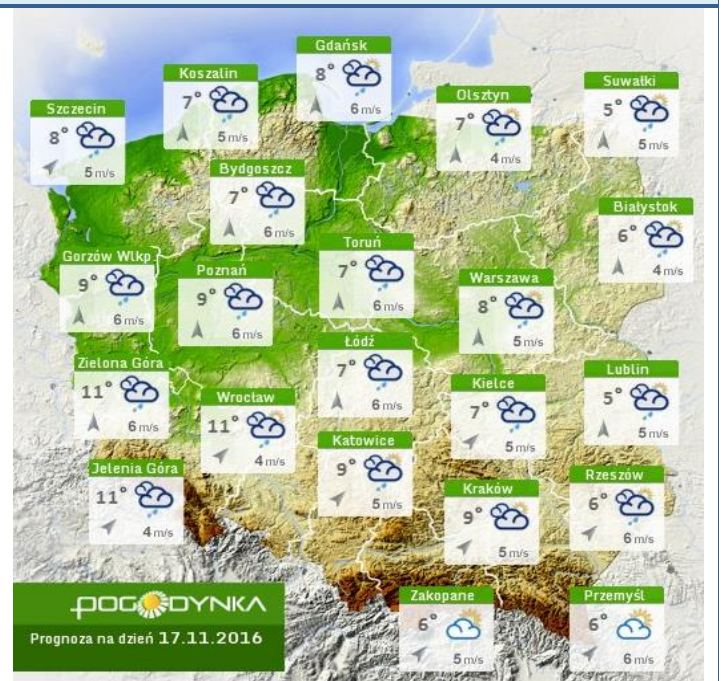 Gdańsk
8°
6 m/s
Koszalin
7°
5 m/s
Suwałki
5°
5 m/s
Olsztyn
7°
4 m/s
Szczecin
8°
5 m/s
Bydgoszcz
7°
6 m/s
Białystok
6°
4 m/s
Toruń
7°
6 m/s
Gorzów Wlkp
9°
6 m/s
Poznań
9°
6 m/s
Warszawa
8°
5 m/s
Łódź
7°
6 m/s
Zielona Góra
11°
6 m/s
Lublin
5°
5 m/s
Kielce
7°
5 m/s
Wrocław
11°
4 m/s
Katowice
9°
5 m/s
Jelenia Góra
11°
4 m/s
Rzeszów
6°
6 m/s
Kraków
9°
5 m/s
Zakopane
6°
5 m/s
Przemyśl
6°
6 m/s
POGODYNKA
Prognoza na dzień 17.11.2016